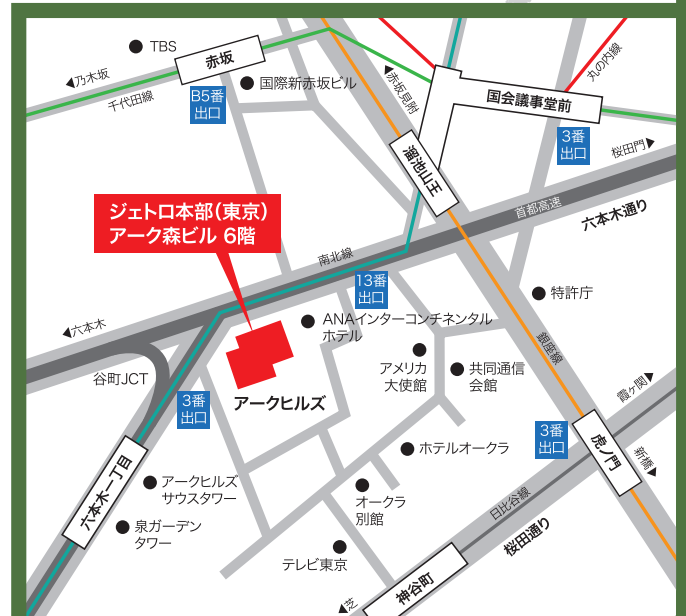 TBS
赤坂
国際新赤坂ビル
乃木坂
千代田線
B5番
出口
赤坂見附
丸の内線
国会議事堂前
3番
出口
桜田門
溜池山王
首都高速
六本木通り
ジェトロ本部(東京)
アーク森ビル 6階
南北線
13番
出口
特許庁
六本木
ANAインターコンチネンタル
ホテル
銀座線
谷町JCT
アメリカ
大使館
共同通信
会館
霞ヶ関
3番
出口
アークヒルズ
3番
出口
虎ノ門
新橋
ホテルオークラ
六本木一丁目
アークヒルズ
サウスタワー
オークラ
別館
日比谷線
桜田通り
泉ガーデン
タワー
テレビ東京
神谷町
芝